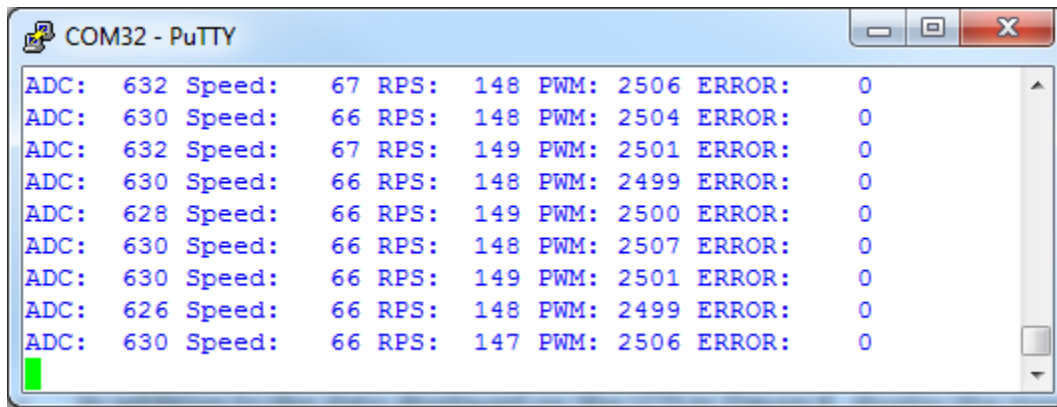 COM32 - PuTTY
ADC:  632 Speed:    67 RPS:  148 PWM: 2506 ERROR:    0
ADC:  630 Speed:    66 RPS:  148 PWM: 2504 ERROR:    0
ADC:  632 Speed:    67 RPS:  149 PWM: 2501 ERROR:    0
ADC:  630 Speed:    66 RPS:  148 PWM: 2499 ERROR:    0
ADC:  628 Speed:    66 RPS:  149 PWM: 2500 ERROR:    0
ADC:  630 Speed:    66 RPS:  148 PWM: 2507 ERROR:    0
ADC:  630 Speed:    66 RPS:  149 PWM: 2501 ERROR:    0
ADC:  626 Speed:    66 RPS:  148 PWM: 2499 ERROR:    0
ADC:  630 Speed:    66 RPS:  147 PWM: 2506 ERROR:    0